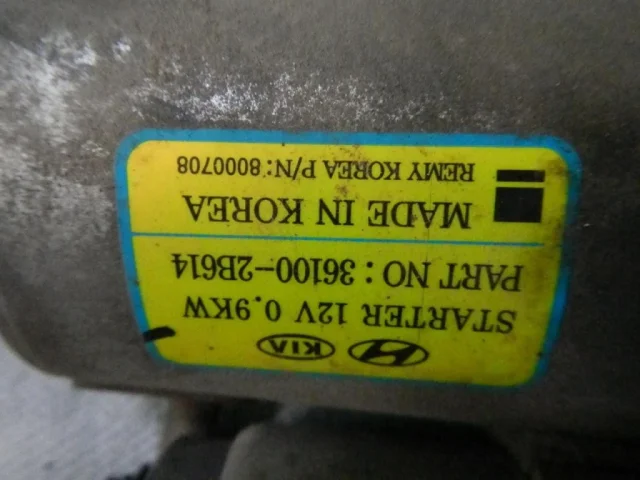 KIA
STARTER 12V 0.9KW
PART NO : 36100-2B614
MADE IN KOREA
REMY KOREA P/N: 8000708